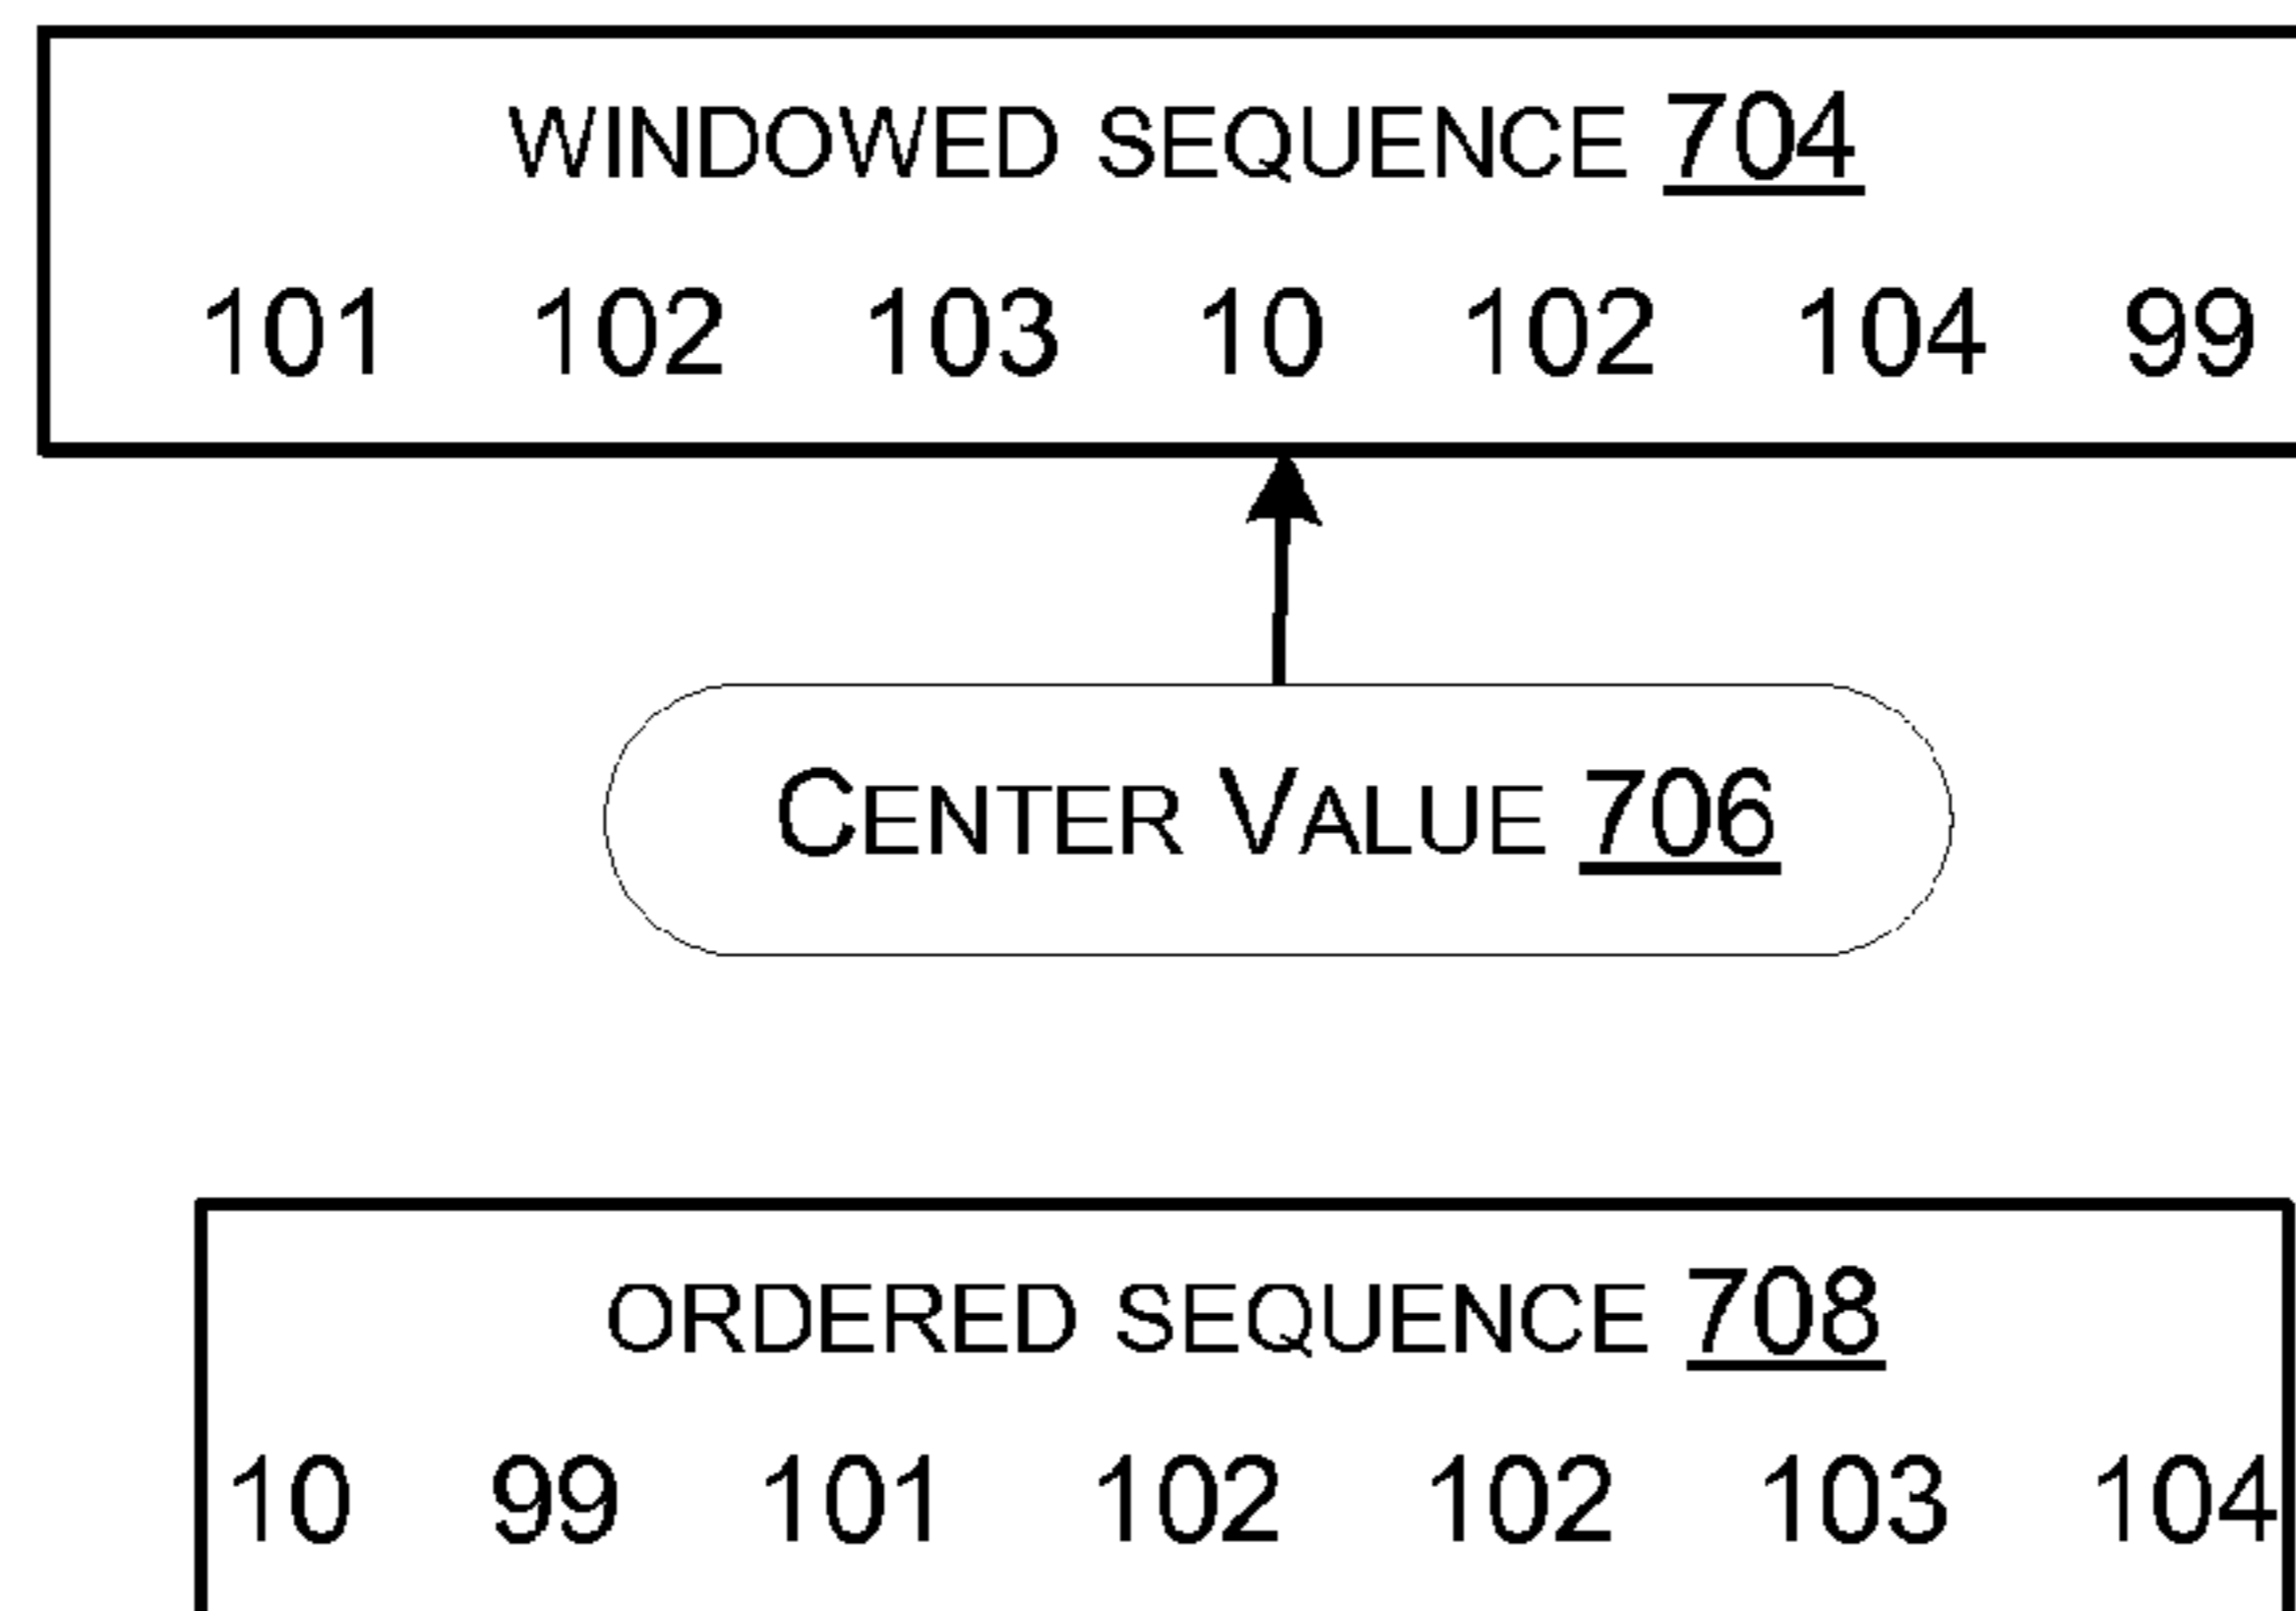 WINDOWED SEQUENCE 704
101 102 103 10 102 104 99
CENTER VALUE 706
ORDERED SEQUENCE 708
10 99 101 102 102 103 104